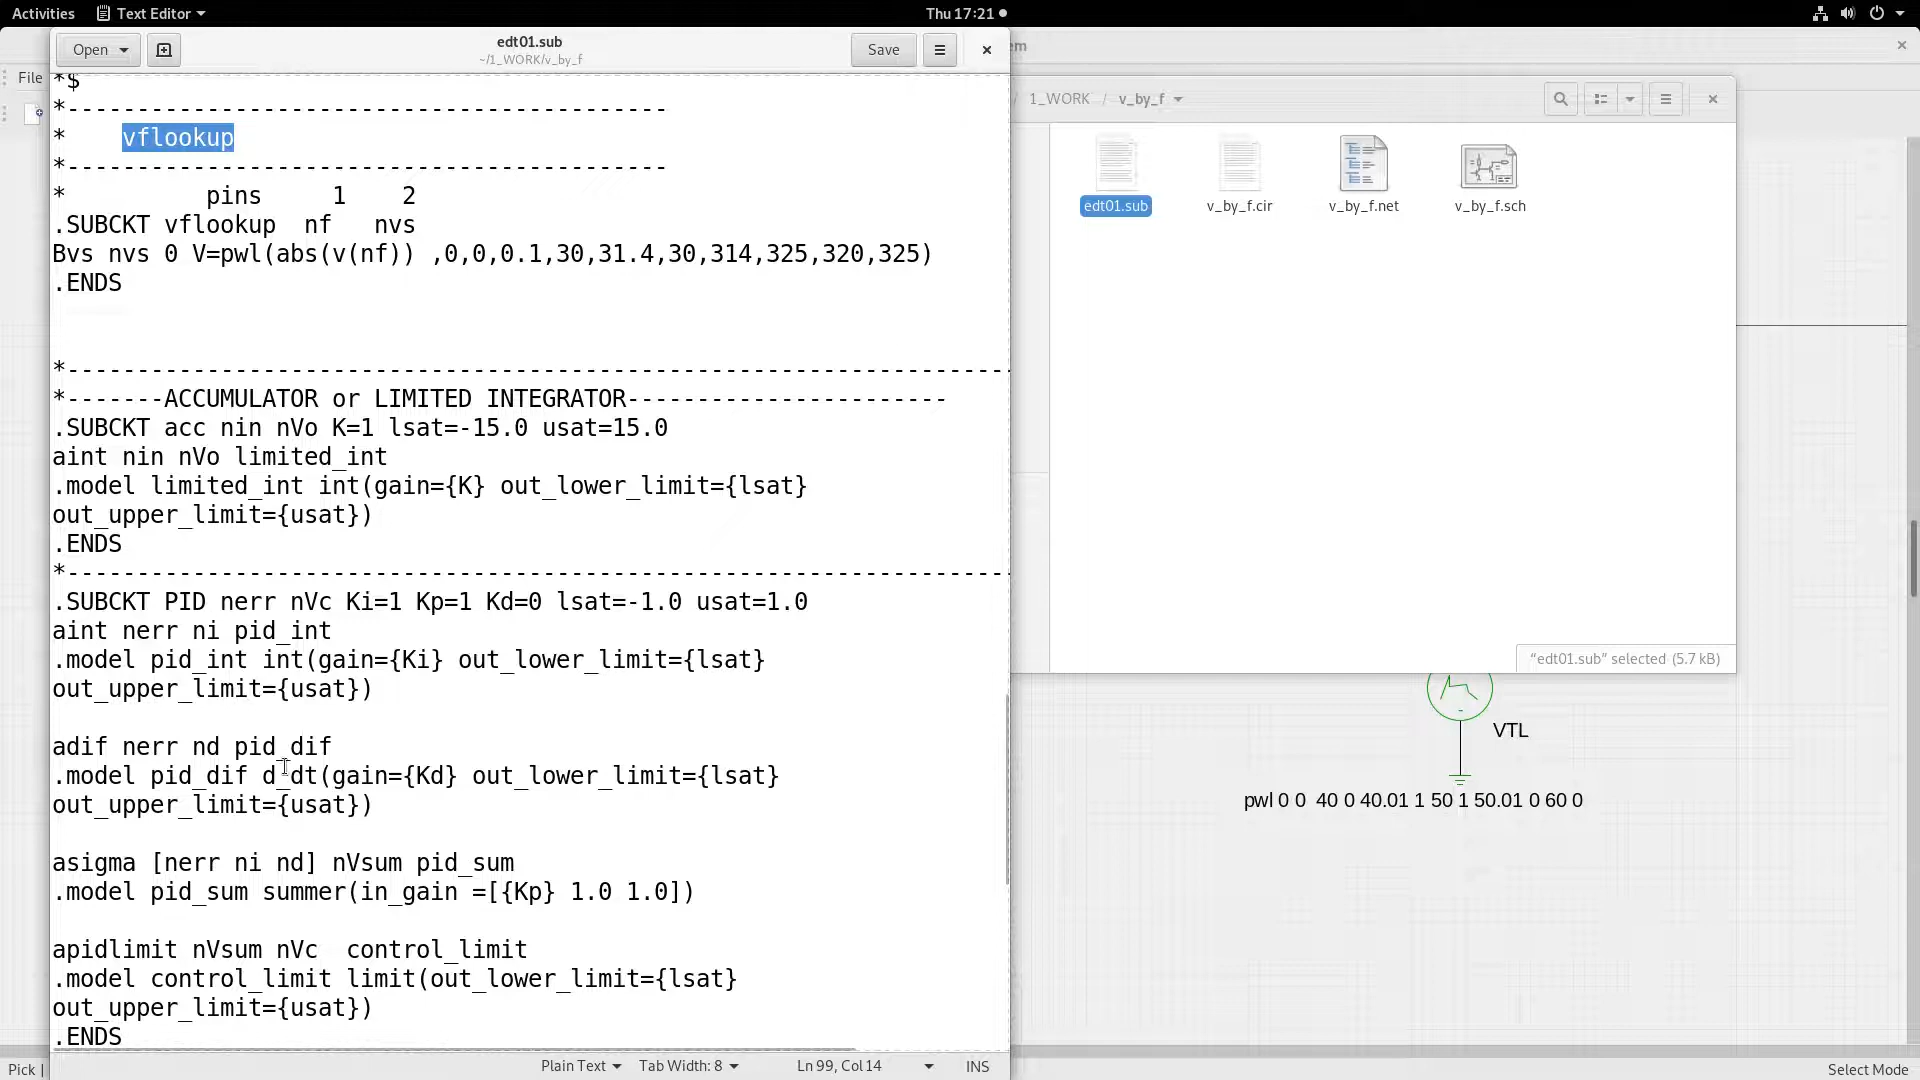 Activities Text Editor Thu 17:21
Open edt01.sub Save
~/1_WORK/v_by_f
em
File
1_WORK / v_by_f
*$
*-------------------------------------------
* vflookup
*-------------------------------------------
* pins 1 2
.SUBCKT vflookup nf nvs
Bvs nvs 0 V=pwl(abs(v(nf)) ,0,0,0.1,30,31.4,30,314,325,320,325)
.ENDS
*--------------------------------------------------------------------
*-------ACCUMULATOR or LIMITED INTEGRATOR-----------------------
.SUBCKT acc nin nVo K=1 lsat=-15.0 usat=15.0
aint nin nVo limited_int
.model limited_int int(gain={K} out_lower_limit={lsat}
out_upper_limit={usat})
.ENDS
*--------------------------------------------------------------------
.SUBCKT PID nerr nVc Ki=1 Kp=1 Kd=0 lsat=-1.0 usat=1.0
aint nerr ni pid_int
.model pid_int int(gain={Ki} out_lower_limit={lsat}
out_upper_limit={usat})
adif nerr nd pid_dif
.model pid_dif d_dt(gain={Kd} out_lower_limit={lsat}
out_upper_limit={usat})
asigma [nerr ni nd] nVsum pid_sum
.model pid_sum summer(in_gain =[{Kp} 1.0 1.0])
apidlimit nVsum nVc control_limit
.model control_limit limit(out_lower_limit={lsat}
out_upper_limit={usat})
.ENDS
Plain Text Tab Width: 8 Ln 99, Col 14 INS
edt01.sub v_by_f.cir v_by_f.net v_by_f.sch
“edt01.sub” selected (5.7 kB)
VTL
pwl 0 0 40 0 40.01 1 50 1 50.01 0 60 0
Pick | Select Mode